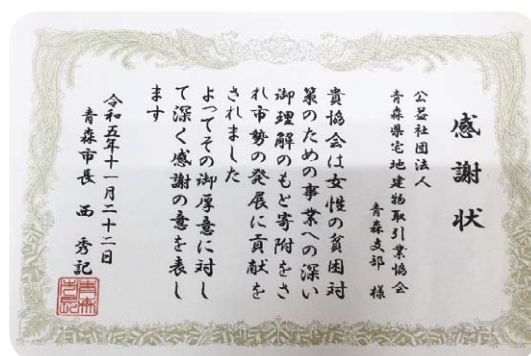 感謝状
公益社団法人
青森県宅地建物取引業協会
青森支部 様
貴協会は女性の貧困対
策のための事業への深い
御理解のもと寄附をさ
れ市勢の発展に貢献を
されました
よってその御厚意に対し
て深く感謝の意を表し
ます
令和五年十一月二十二日
青森市長 西 秀記
青森
市長